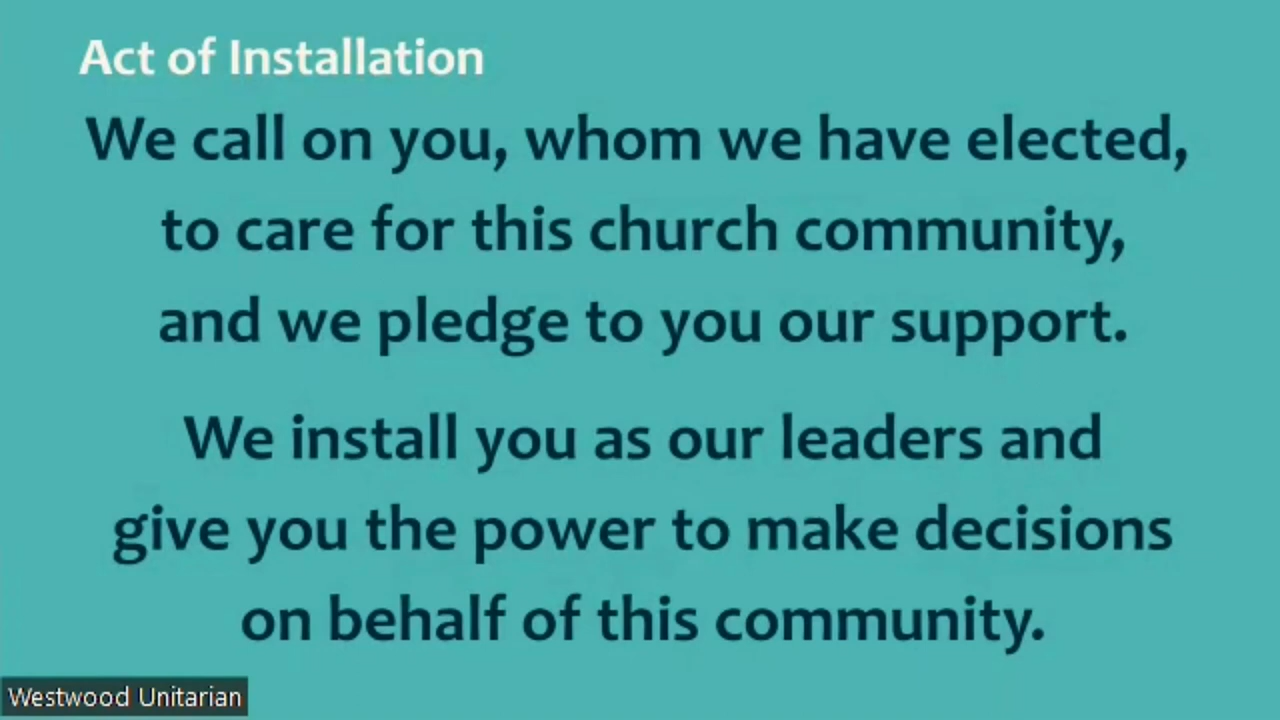 Act of Installation
We call on you, whom we have elected,
to care for this church community,
and we pledge to you our support.
We install you as our leaders and
give you the power to make decisions
on behalf of this community.
Westwood Unitarian